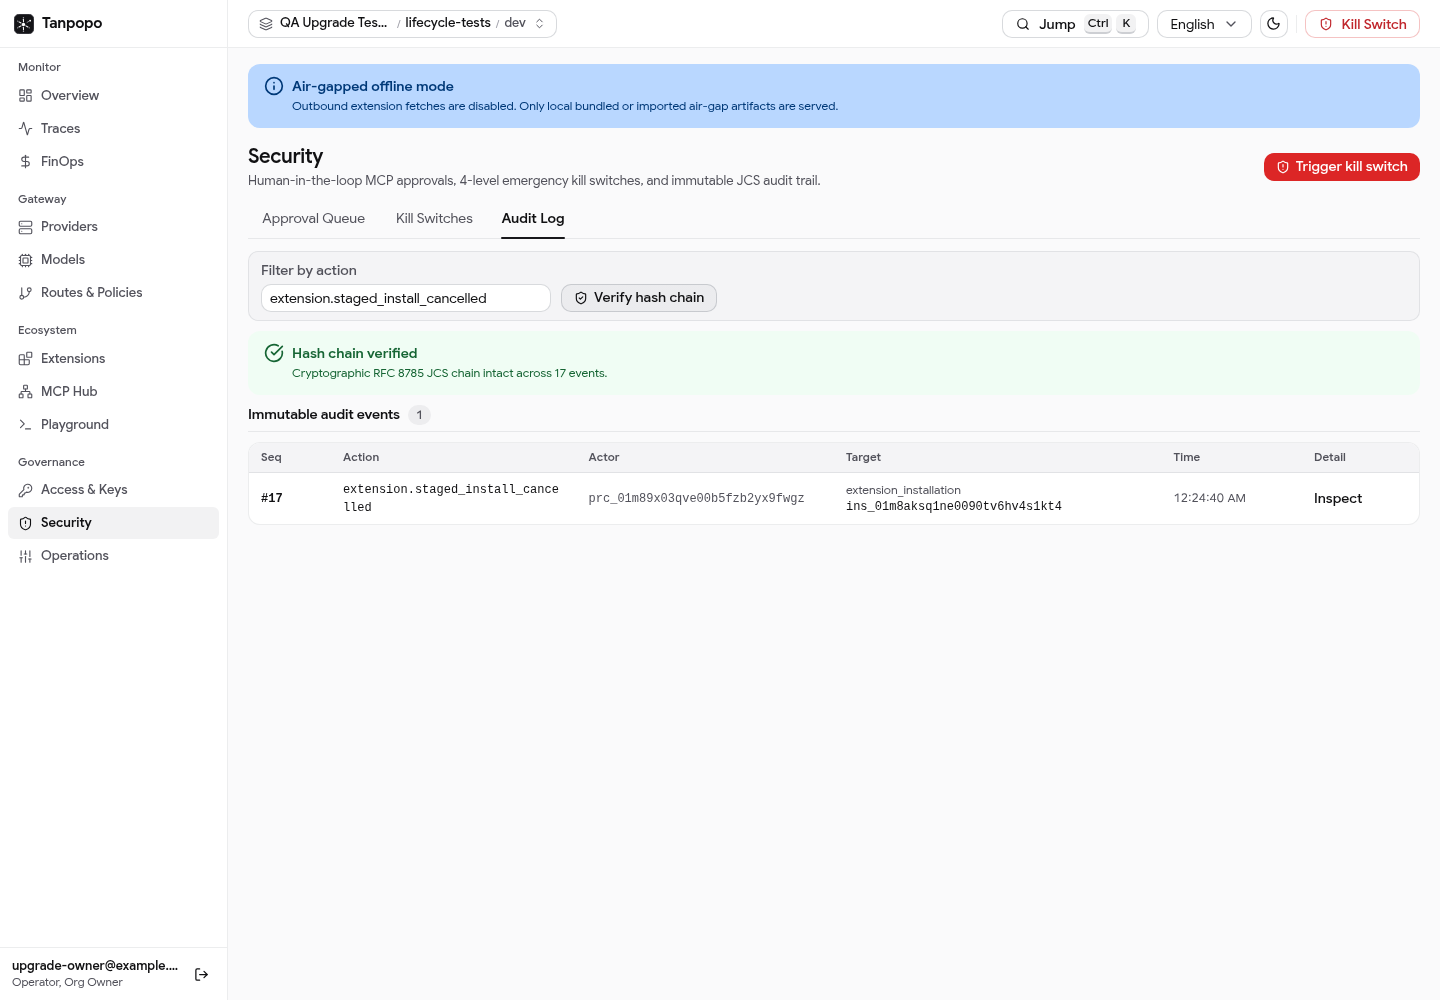 Tanpopo
QA Upgrade Tes... / lifecycle-tests / dev
Jump Ctrl K
English
Kill Switch
Monitor
Overview
Traces
FinOps
Gateway
Providers
Models
Routes & Policies
Ecosystem
Extensions
MCP Hub
Playground
Governance
Access & Keys
Security
Operations
upgrade-owner@example....
Operator, Org Owner
Air-gapped offline mode
Outbound extension fetches are disabled. Only local bundled or imported air-gap artifacts are served.
Security
Human-in-the-loop MCP approvals, 4-level emergency kill switches, and immutable JCS audit trail.
Trigger kill switch
Approval Queue Kill Switches Audit Log
Filter by action
extension.staged_install_cancelled
Verify hash chain
Hash chain verified
Cryptographic RFC 8785 JCS chain intact across 17 events.
Immutable audit events 1
Seq Action Actor Target Time Detail
#17
extension.staged_install_cance
lled
prc_01m89x03qve00b5fzb2yx9fwgz
extension_installation
ins_01m8aksq1ne0090tv6hv4s1kt4
12:24:40 AM
Inspect